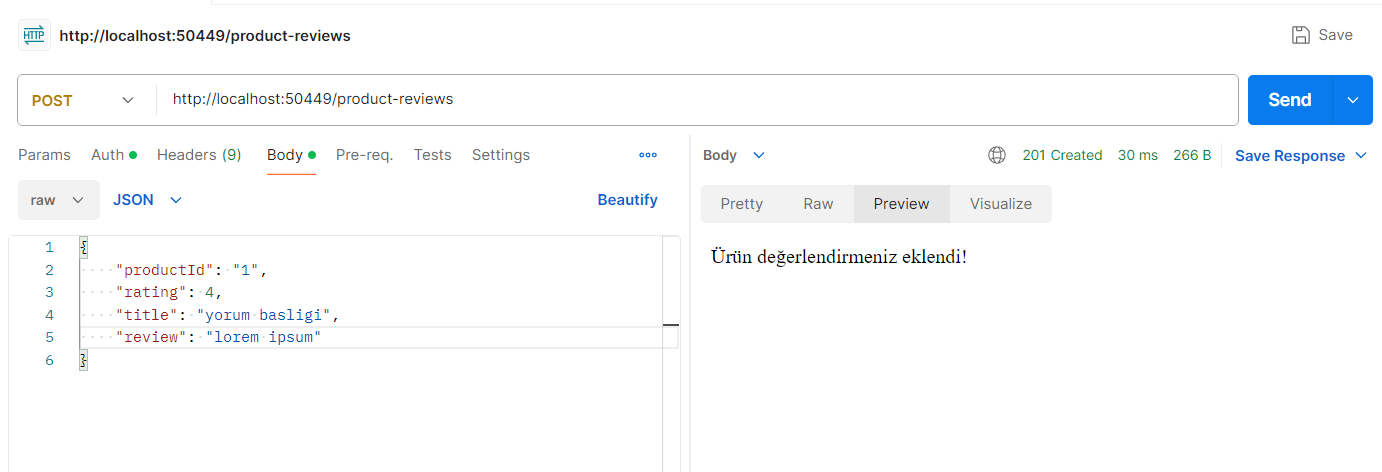 HTTP http://localhost:50449/product-reviews Save
POST http://localhost:50449/product-reviews Send
Params Auth Headers (9) Body Pre-req. Tests Settings
raw JSON Beautify
1 {
2 "productId": "1",
3 "rating": 4,
4 "title": "yorum basligi",
5 "review": "lorem ipsum"
6 }
Body 201 Created 30 ms 266 B Save Response
Pretty Raw Preview Visualize
Ürün değerlendirmeniz eklendi!